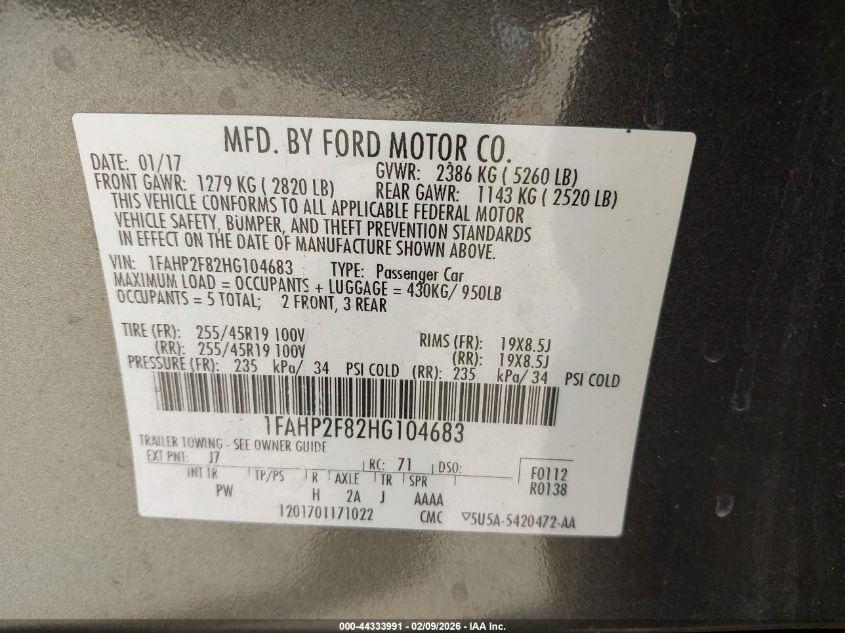 MFD. BY FORD MOTOR CO.
DATE: 01/17 GVWR: 2386 KG ( 5260 LB)
FRONT GAWR: 1279 KG ( 2820 LB) REAR GAWR: 1143 KG ( 2520 LB)
THIS VEHICLE CONFORMS TO ALL APPLICABLE FEDERAL MOTOR
VEHICLE SAFETY, BUMPER, AND THEFT PREVENTION STANDARDS
IN EFFECT ON THE DATE OF MANUFACTURE SHOWN ABOVE.
VIN: 1FAHP2F82HG104683 TYPE: Passenger Car
MAXIMUM LOAD = OCCUPANTS + LUGGAGE = 430KG/ 950LB
OCCUPANTS = 5 TOTAL; 2 FRONT, 3 REAR
TIRE (FR): 255/45R19 100V RIMS (FR): 19X8.5J
(RR): 255/45R19 100V (RR): 19X8.5J
PRESSURE (FR): 235 kPa/ 34 PSI COLD (RR): 235 kPa/ 34 PSI COLD
1FAHP2F82HG104683
TRAILER TOWING - SEE OWNER GUIDE
EXT PNT: J7 RC: 71 DSO: F0112
INT TR TP/PS R AXLE TR SPR R0138
PW H 2A J AAAA
1201701171022 CMC ▽5U5A-5420472-AA
000-44333991 - 02/09/2026 - IAA Inc.